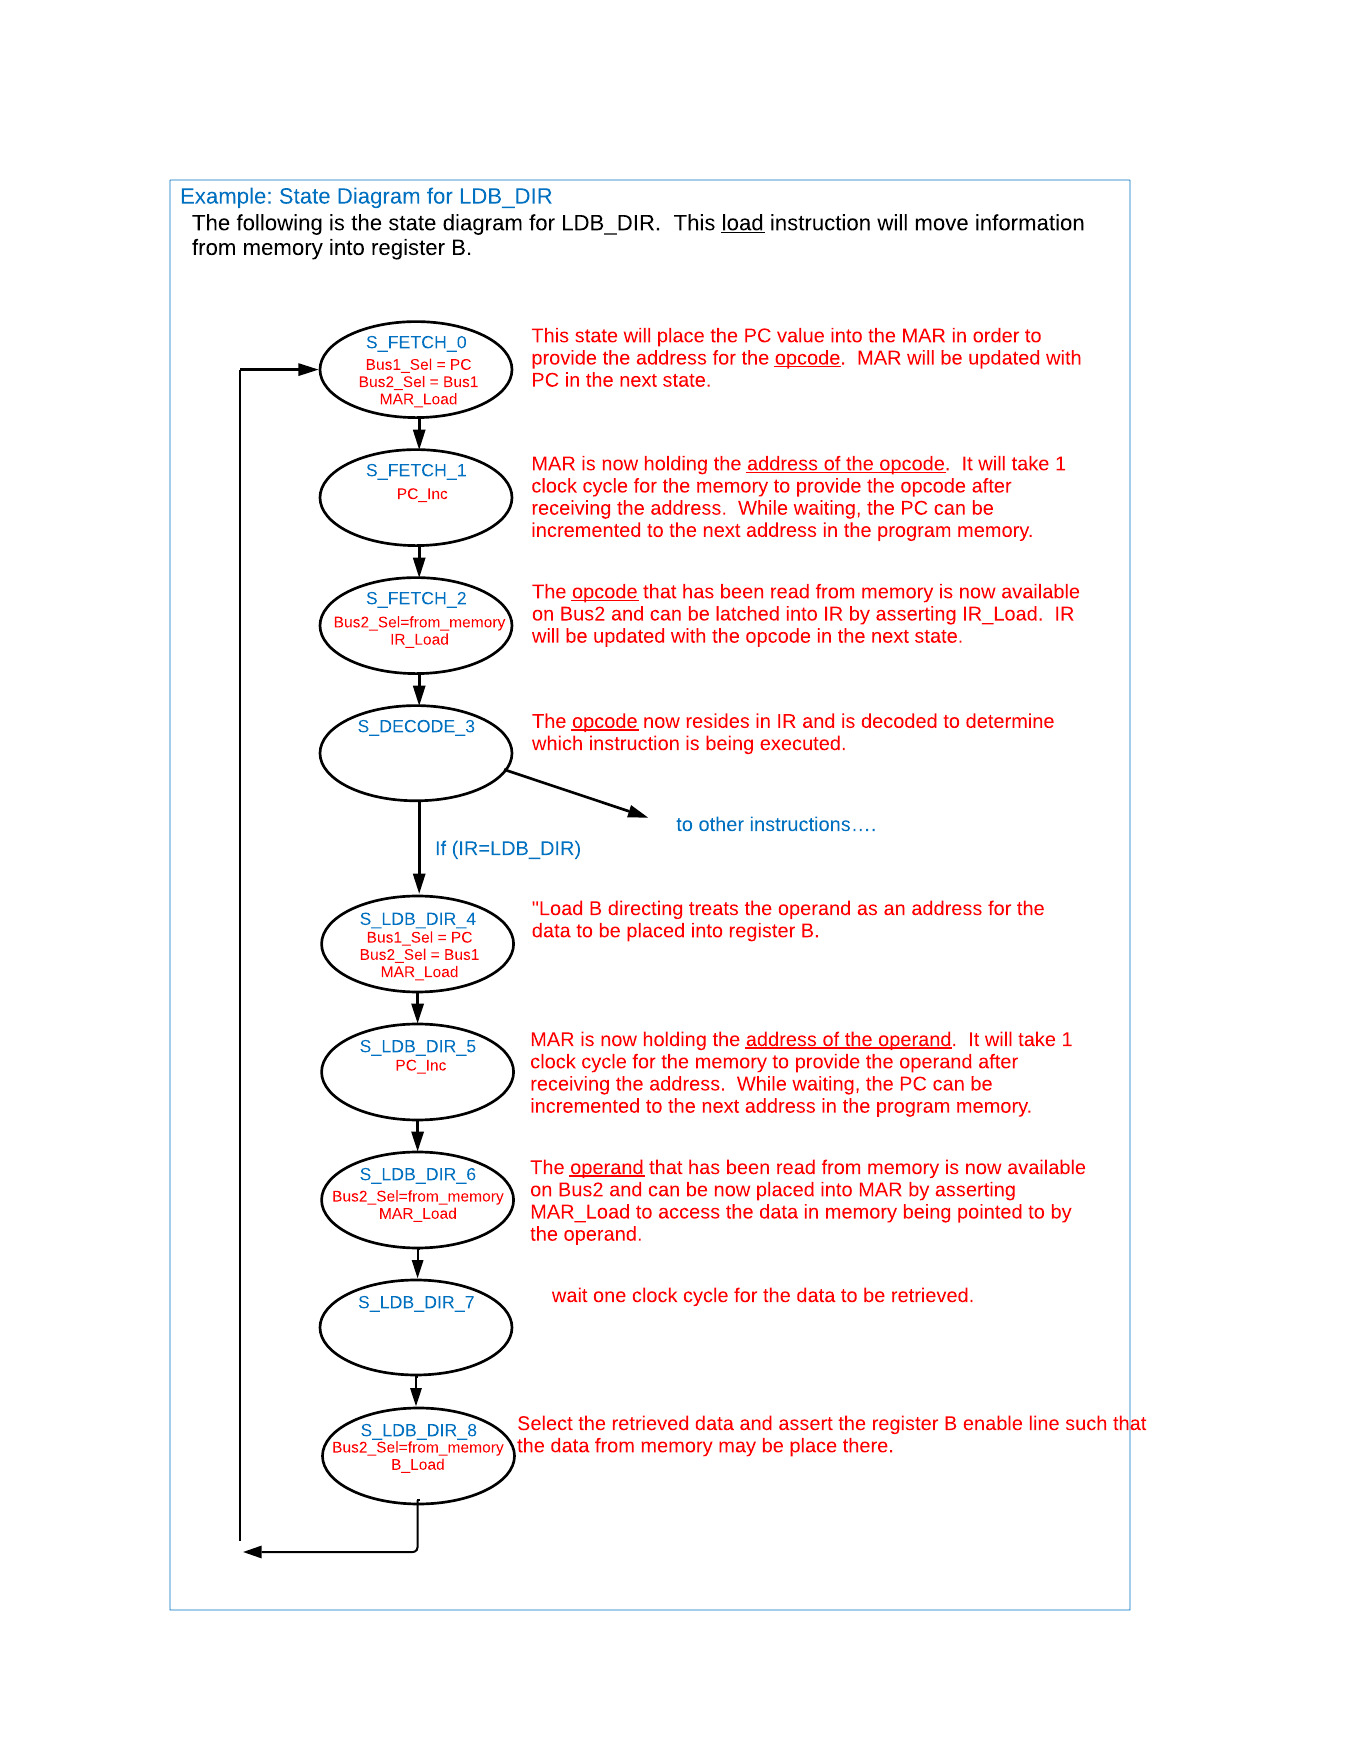 Example: State Diagram for LDB_DIR
The following is the state diagram for LDB_DIR.  This load instruction will move information
from memory into register B.
S_FETCH_0
Bus1_Sel = PC
Bus2_Sel = Bus1
MAR_Load
This state will place the PC value into the MAR in order to
provide the address for the opcode.  MAR will be updated with
PC in the next state.
S_FETCH_1
PC_Inc
MAR is now holding the address of the opcode.  It will take 1
clock cycle for the memory to provide the opcode after
receiving the address.  While waiting, the PC can be
incremented to the next address in the program memory.
S_FETCH_2
Bus2_Sel=from_memory
IR_Load
The opcode that has been read from memory is now available
on Bus2 and can be latched into IR by asserting IR_Load.  IR
will be updated with the opcode in the next state.
S_DECODE_3
The opcode now resides in IR and is decoded to determine
which instruction is being executed.
to other instructions….
If (IR=LDB_DIR)
S_LDB_DIR_4
Bus1_Sel = PC
Bus2_Sel = Bus1
MAR_Load
"Load B directing treats the operand as an address for the
data to be placed into register B.
S_LDB_DIR_5
PC_Inc
MAR is now holding the address of the operand.  It will take 1
clock cycle for the memory to provide the operand after
receiving the address.  While waiting, the PC can be
incremented to the next address in the program memory.
S_LDB_DIR_6
Bus2_Sel=from_memory
MAR_Load
The operand that has been read from memory is now available
on Bus2 and can be now placed into MAR by asserting
MAR_Load to access the data in memory being pointed to by
the operand.
S_LDB_DIR_7
wait one clock cycle for the data to be retrieved.
S_LDB_DIR_8
Bus2_Sel=from_memory
B_Load
Select the retrieved data and assert the register B enable line such that
the data from memory may be place there.